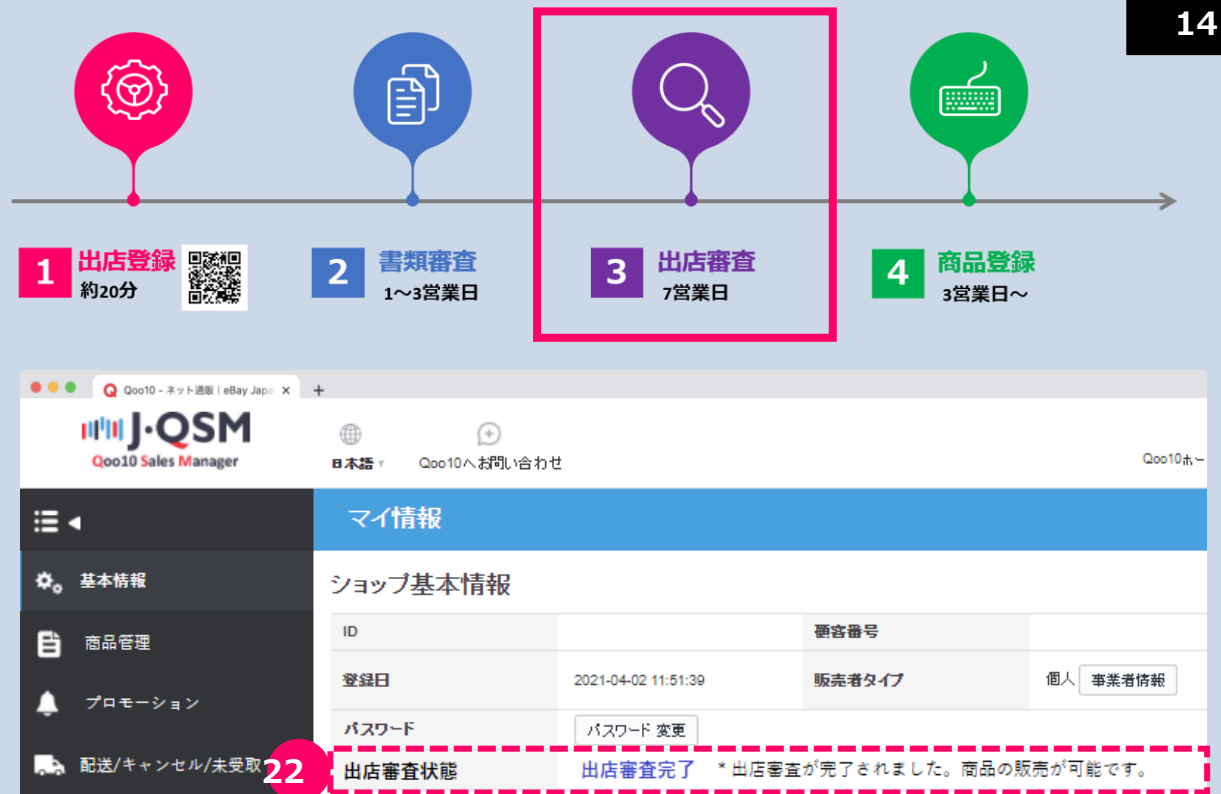 14
1 出店登録
約20分
2 書類審査
1～3営業日
3 出店審査
7営業日
4 商品登録
3営業日～
Q Qoo10 - ネット通販 | eBay Japa × +
J·QSM
Qoo10 Sales Manager
日本語 ▼ Qoo10へお問い合わせ
Qoo10ホー
マイ情報
基本情報
商品管理
プロモーション
配送/キャンセル/未受取
ショップ基本情報
ID 顧客番号
登録日 2021-04-02 11:51:39 販売者タイプ 個人 事業者情報
パスワード パスワード 変更
22 出店審査状態 出店審査完了 * 出店審査が完了されました。商品の販売が可能です。